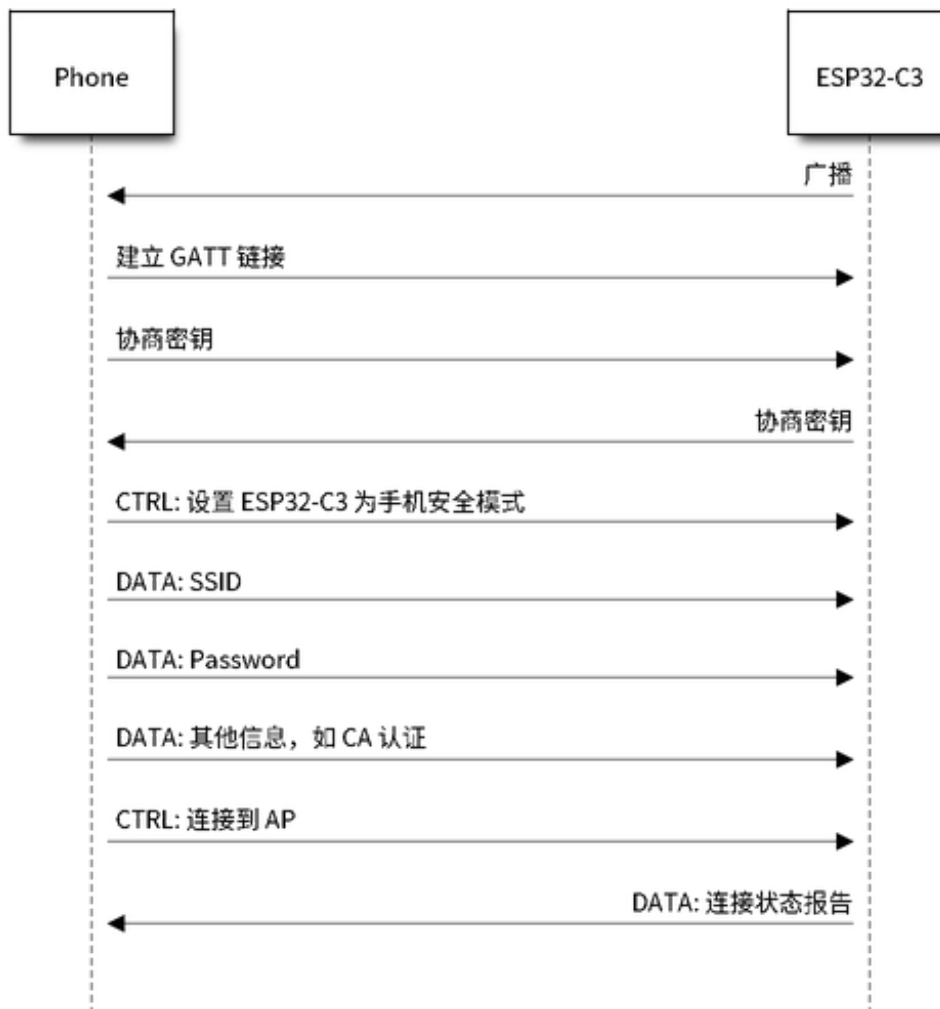 Phone
ESP32-C3
广播
建立 GATT 链接
协商密钥
协商密钥
CTRL: 设置 ESP32-C3 为手机安全模式
DATA: SSID
DATA: Password
DATA: 其他信息，如 CA 认证
CTRL: 连接到 AP
DATA: 连接状态报告